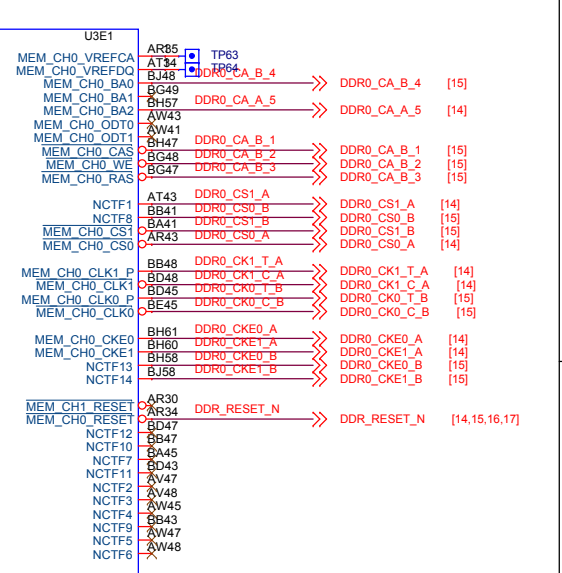 U3E1
MEM_CH0_VREFCA AR35 TP63
MEM_CH0_VREFDQ AT34 TP64
MEM_CH0_BA0 BJ48 DDR0_CA_B_4 DDR0_CA_B_4 [15]
MEM_CH0_BA1 BG49
MEM_CH0_BA2 BH57 DDR0_CA_A_5 DDR0_CA_A_5 [14]
MEM_CH0_ODT0 AW43
MEM_CH0_ODT1 AW41
MEM_CH0_CAS BH47 DDR0_CA_B_1 DDR0_CA_B_1 [15]
MEM_CH0_WE BG48 DDR0_CA_B_2 DDR0_CA_B_2 [15]
MEM_CH0_RAS BG47 DDR0_CA_B_3 DDR0_CA_B_3 [15]
NCTF1 AT43 DDR0_CS1_A DDR0_CS1_A [14]
NCTF8 BB41 DDR0_CS0_B DDR0_CS0_B [15]
MEM_CH0_CS1 BA41 DDR0_CS1_B DDR0_CS1_B [15]
MEM_CH0_CS0 AR43 DDR0_CS0_A DDR0_CS0_A [14]
MEM_CH0_CLK1_P BB48 DDR0_CK1_T_A DDR0_CK1_T_A [14]
MEM_CH0_CLK1 BD48 DDR0_CK1_C_A DDR0_CK1_C_A [14]
MEM_CH0_CLK0_P BD45 DDR0_CK0_T_B DDR0_CK0_T_B [15]
MEM_CH0_CLK0 BE45 DDR0_CK0_C_B DDR0_CK0_C_B [15]
MEM_CH0_CKE0 BH61 DDR0_CKE0_A DDR0_CKE0_A [14]
MEM_CH0_CKE1 BH60 DDR0_CKE1_A DDR0_CKE1_A [14]
NCTF13 BH58 DDR0_CKE0_B DDR0_CKE0_B [15]
NCTF14 BJ58 DDR0_CKE1_B DDR0_CKE1_B [15]
MEM_CH1_RESET AR30
MEM_CH0_RESET AR34 DDR_RESET_N DDR_RESET_N [14,15,16,17]
NCTF12 BD47
NCTF10 BB47
NCTF7 BA45
NCTF11 BD43
NCTF2 AV47
NCTF3 AV48
NCTF4 AW45
NCTF9 BB43
NCTF5 AW47
NCTF6 AW48